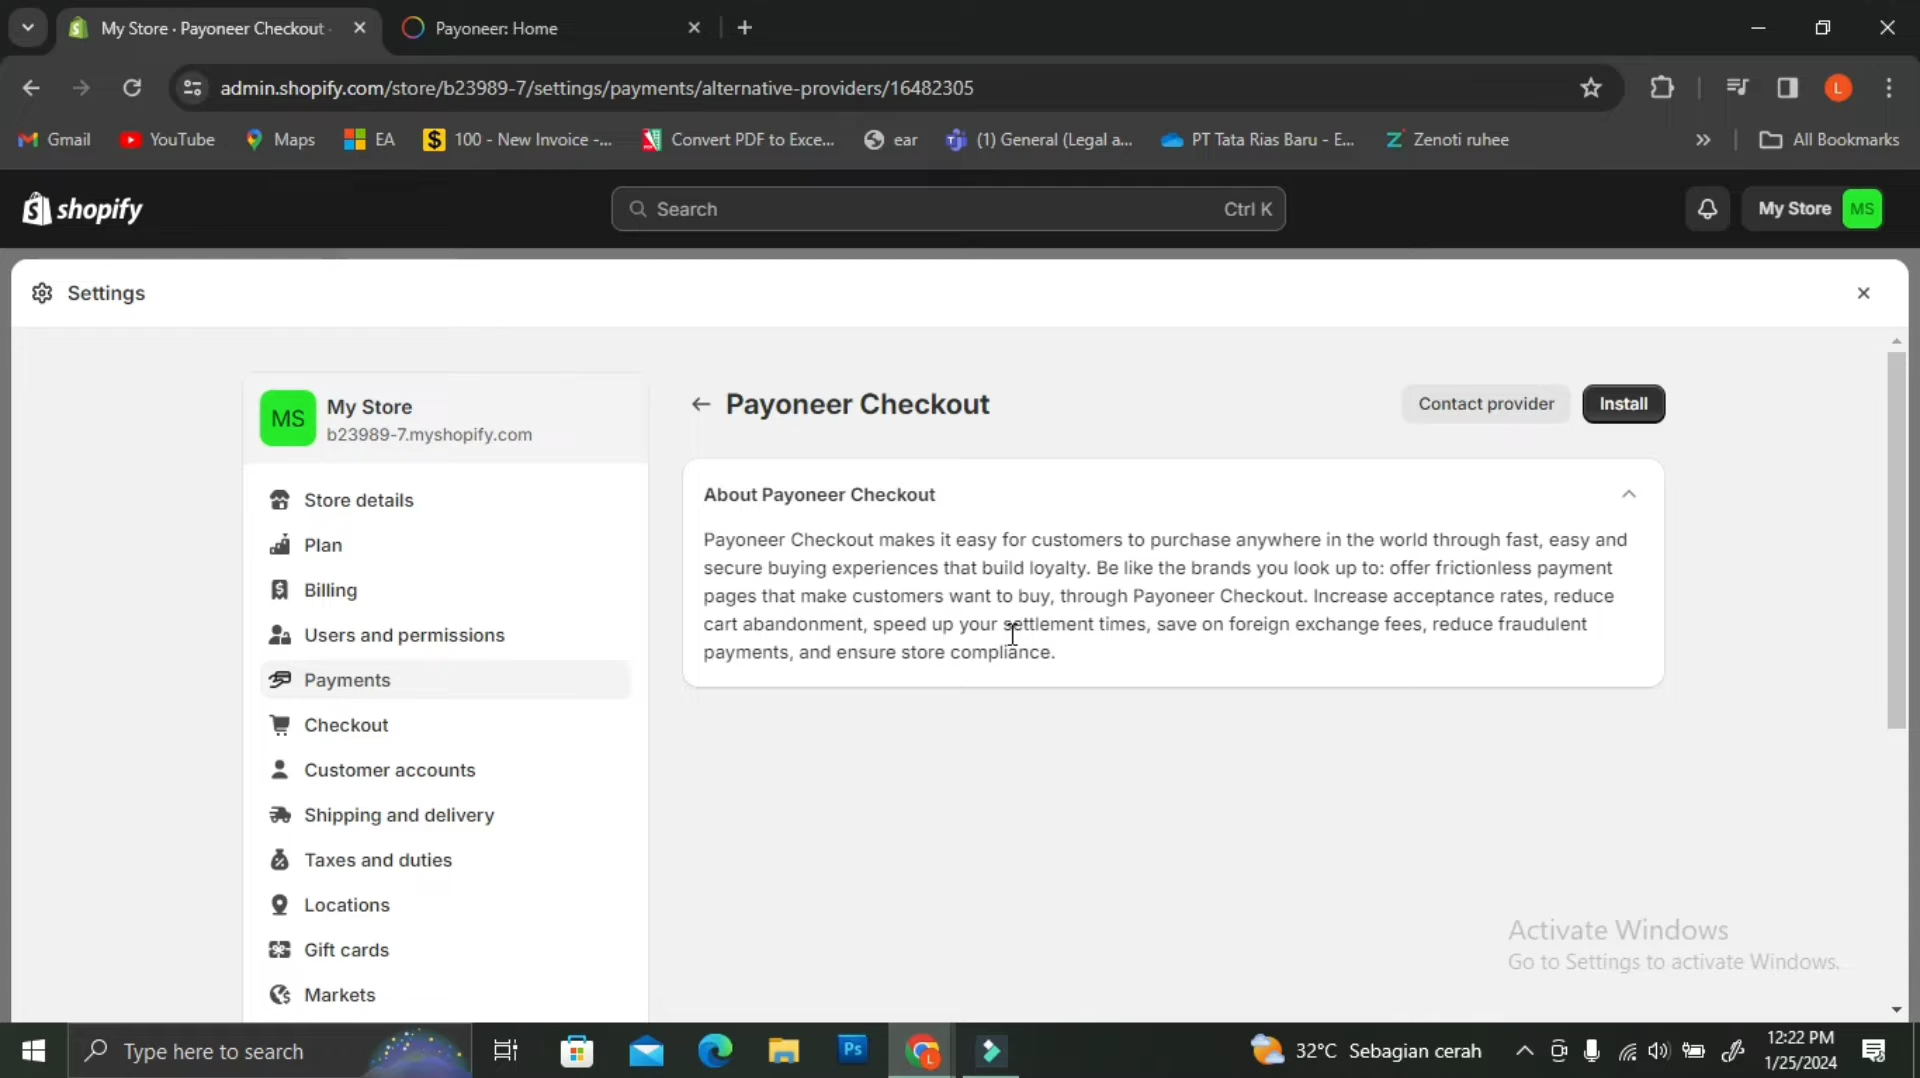 My Store · Payoneer Checkout ·
Payoneer: Home
admin.shopify.com/store/b23989-7/settings/payments/alternative-providers/16482305
L
Gmail
YouTube
Maps
EA
100 - New Invoice -...
Convert PDF to Exce...
ear
(1) General (Legal a...
PT Tata Rias Baru - E...
Zenoti ruhee
All Bookmarks
shopify
Search
Ctrl K
My Store
MS
Settings
MS
My Store
b23989-7.myshopify.com
Store details
Plan
Billing
Users and permissions
Payments
Checkout
Customer accounts
Shipping and delivery
Taxes and duties
Locations
Gift cards
Markets
Payoneer Checkout
Contact provider
Install
About Payoneer Checkout
Payoneer Checkout makes it easy for customers to purchase anywhere in the world through fast, easy and
secure buying experiences that build loyalty. Be like the brands you look up to: offer frictionless payment
pages that make customers want to buy, through Payoneer Checkout. Increase acceptance rates, reduce
cart abandonment, speed up your settlement times, save on foreign exchange fees, reduce fraudulent
payments, and ensure store compliance.
Activate Windows
Go to Settings to activate Windows.
Type here to search
Ps
L
32°C Sebagian cerah
12:22 PM
1/25/2024